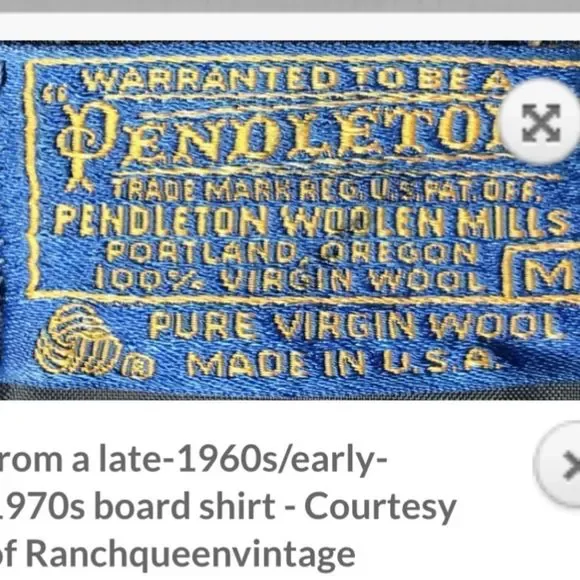 WARRANTED TO BE A
"PENDLETO
TRADE MARK REG. U.S. PAT. OFF.
PENDLETON WOOLEN MILLS
PORTLAND, OREGON
100% VIRGIN WOOL M
PURE VIRGIN WOOL
® MADE IN U.S.A.
rom a late-1960s/early-
1970s board shirt - Courtesy
of Ranchqueenvintage